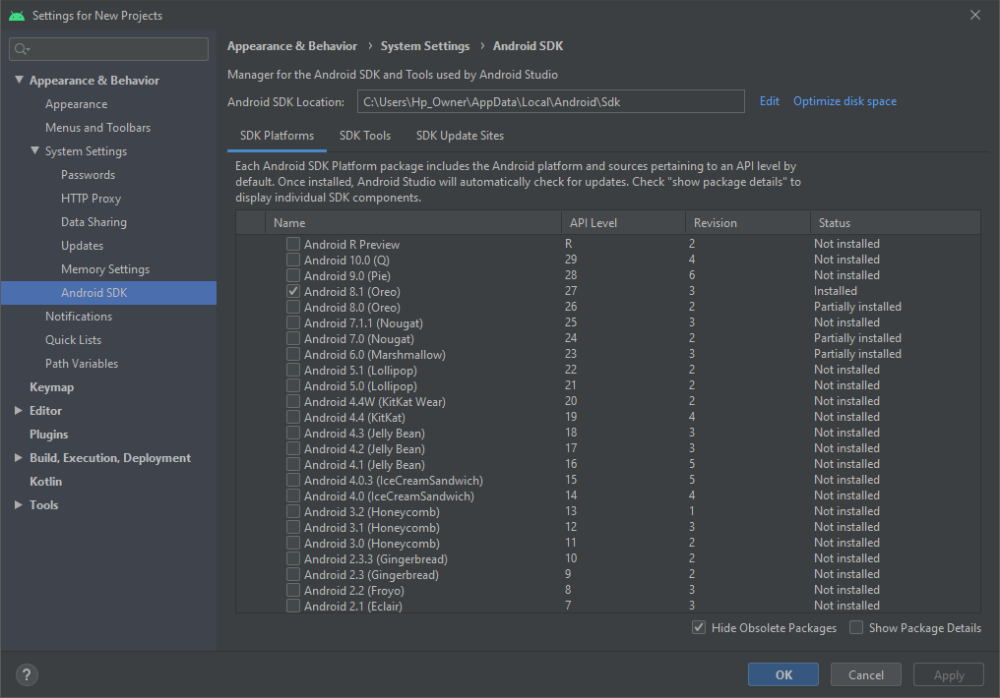 Settings for New Projects
Appearance & Behavior
Appearance
Menus and Toolbars
System Settings
Passwords
HTTP Proxy
Data Sharing
Updates
Memory Settings
Android SDK
Notifications
Quick Lists
Path Variables
Keymap
Editor
Plugins
Build, Execution, Deployment
Kotlin
Tools
Appearance & Behavior › System Settings › Android SDK
Manager for the Android SDK and Tools used by Android Studio
Android SDK Location: C:\Users\Hp_Owner\AppData\Local\Android\Sdk Edit Optimize disk space
SDK Platforms SDK Tools SDK Update Sites
Each Android SDK Platform package includes the Android platform and sources pertaining to an API level by
default. Once installed, Android Studio will automatically check for updates. Check "show package details" to
display individual SDK components.
Name API Level Revision Status
Android R Preview R 2 Not installed
Android 10.0 (Q) 29 4 Not installed
Android 9.0 (Pie) 28 6 Not installed
Android 8.1 (Oreo) 27 3 Installed
Android 8.0 (Oreo) 26 2 Partially installed
Android 7.1.1 (Nougat) 25 3 Not installed
Android 7.0 (Nougat) 24 2 Partially installed
Android 6.0 (Marshmallow) 23 3 Partially installed
Android 5.1 (Lollipop) 22 2 Not installed
Android 5.0 (Lollipop) 21 2 Not installed
Android 4.4W (KitKat Wear) 20 2 Not installed
Android 4.4 (KitKat) 19 4 Not installed
Android 4.3 (Jelly Bean) 18 3 Not installed
Android 4.2 (Jelly Bean) 17 3 Not installed
Android 4.1 (Jelly Bean) 16 5 Not installed
Android 4.0.3 (IceCreamSandwich) 15 5 Not installed
Android 4.0 (IceCreamSandwich) 14 4 Not installed
Android 3.2 (Honeycomb) 13 1 Not installed
Android 3.1 (Honeycomb) 12 3 Not installed
Android 3.0 (Honeycomb) 11 2 Not installed
Android 2.3.3 (Gingerbread) 10 2 Not installed
Android 2.3 (Gingerbread) 9 2 Not installed
Android 2.2 (Froyo) 8 3 Not installed
Android 2.1 (Eclair) 7 3 Not installed
Hide Obsolete Packages Show Package Details
? OK Cancel Apply